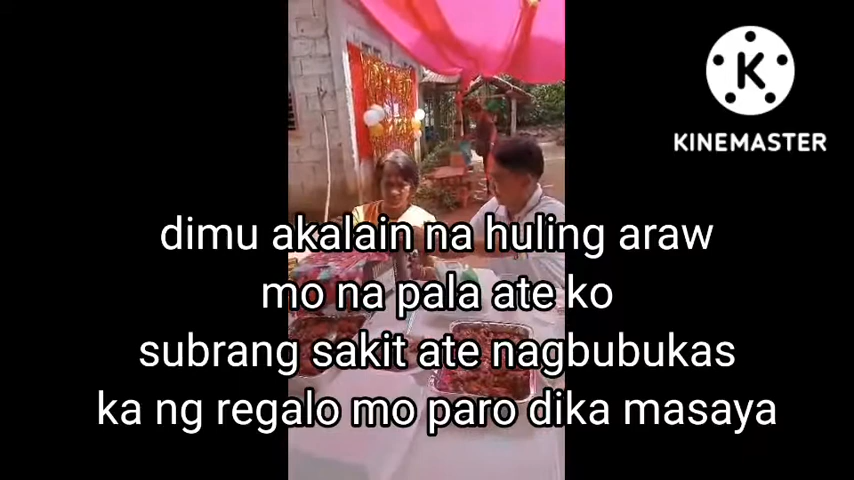 KINEMASTER
dimu akalain na huling araw
mo na pala ate ko
subrang sakit ate nagbubukas
ka ng regalo mo paro dika masaya